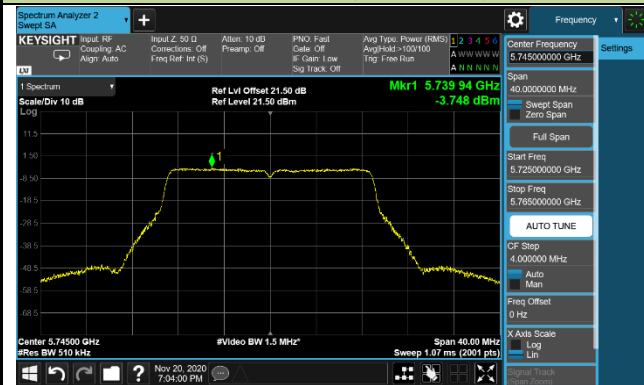 Spectrum Analyzer 2
Swept SA
+
Frequency
KEYSIGHT
Input: RF
Coupling: AC
Align: Auto
Input Z: 50 Ω
Corrections: Off
Freq Ref: Int (S)
Atten: 10 dB
Preamp: Off
PNO: Fast
Gate: Off
IF Gain: Low
Sig Track: Off
Avg Type: Power (RMS)
Avg|Hold:>100/100
Trig: Free Run
1 2 3 4 5 6
A W W W W W
A N N N N N
LXI
Center Frequency
5.745000000 GHz
Settings
Span
40.0000000 MHz
Swept Span
Zero Span
Full Span
Start Freq
5.725000000 GHz
Stop Freq
5.765000000 GHz
AUTO TUNE
CF Step
4.000000 MHz
Auto
Man
Freq Offset
0 Hz
X Axis Scale
Log
Lin
Signal Track
(Span Zoom)
1 Spectrum
Scale/Div 10 dB
Log
Ref Lvl Offset 21.50 dB
Ref Level 21.50 dBm
Mkr1 5.739 94 GHz
-3.748 dBm
11.5
1.50
-8.50
-18.5
-28.5
-38.5
-48.5
-58.5
-68.5
1
Center 5.74500 GHz
#Res BW 510 kHz
#Video BW 1.5 MHz*
Span 40.00 MHz
Sweep 1.07 ms (2001 pts)
?
Nov 20, 2020
7:04:00 PM